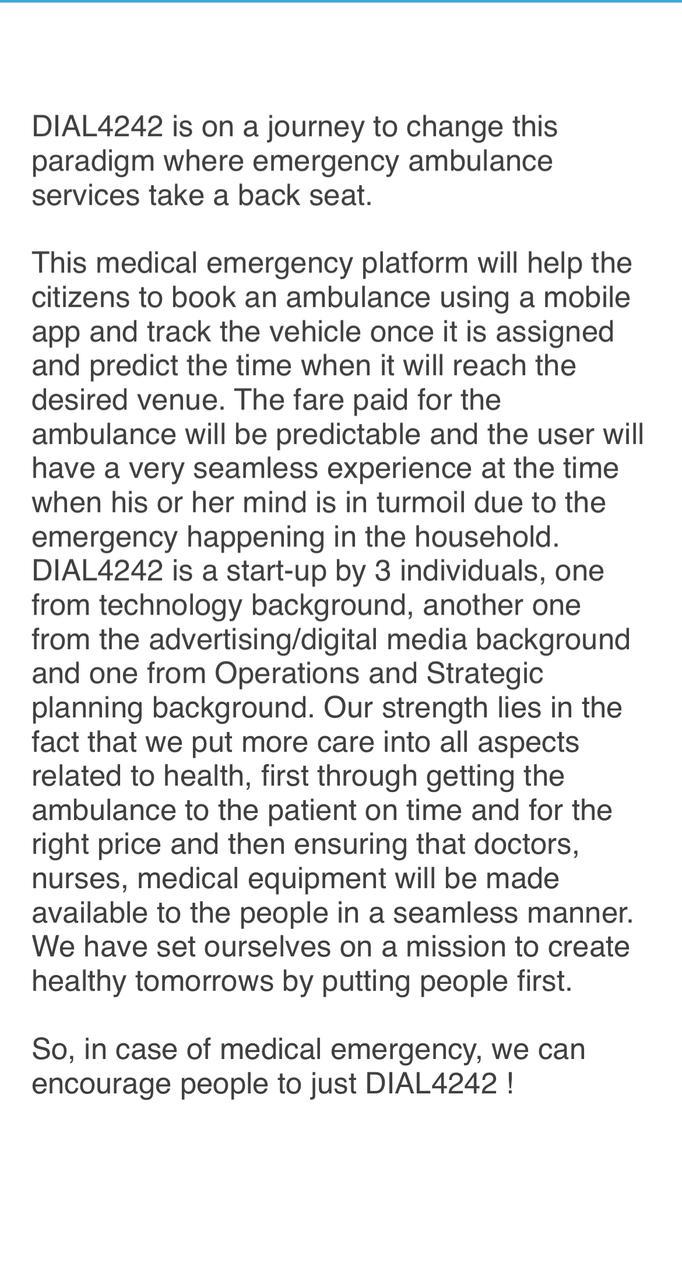 DIAL4242 is on a journey to change this
paradigm where emergency ambulance
services take a back seat.
This medical emergency platform will help the
citizens to book an ambulance using a mobile
app and track the vehicle once it is assigned
and predict the time when it will reach the
desired venue. The fare paid for the
ambulance will be predictable and the user will
have a very seamless experience at the time
when his or her mind is in turmoil due to the
emergency happening in the household.
DIAL4242 is a start-up by 3 individuals, one
from technology background, another one
from the advertising/digital media background
and one from Operations and Strategic
planning background. Our strength lies in the
fact that we put more care into all aspects
related to health, first through getting the
ambulance to the patient on time and for the
right price and then ensuring that doctors,
nurses, medical equipment will be made
available to the people in a seamless manner.
We have set ourselves on a mission to create
healthy tomorrows by putting people first.
So, in case of medical emergency, we can
encourage people to just DIAL4242 !